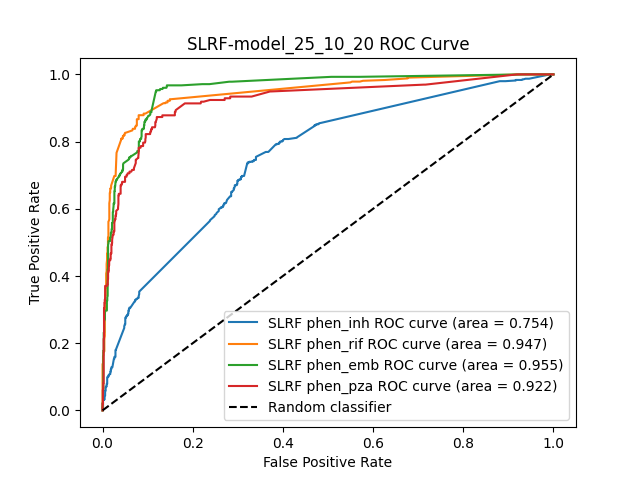 SLRF-model_25_10_20 ROC Curve
True Positive Rate
1.0
0.8
0.6
0.4
0.2
0.0
SLRF phen_inh ROC curve (area = 0.754)
SLRF phen_rif ROC curve (area = 0.947)
SLRF phen_emb ROC curve (area = 0.955)
SLRF phen_pza ROC curve (area = 0.922)
Random classifier
0.0 0.2 0.4 0.6 0.8 1.0
False Positive Rate